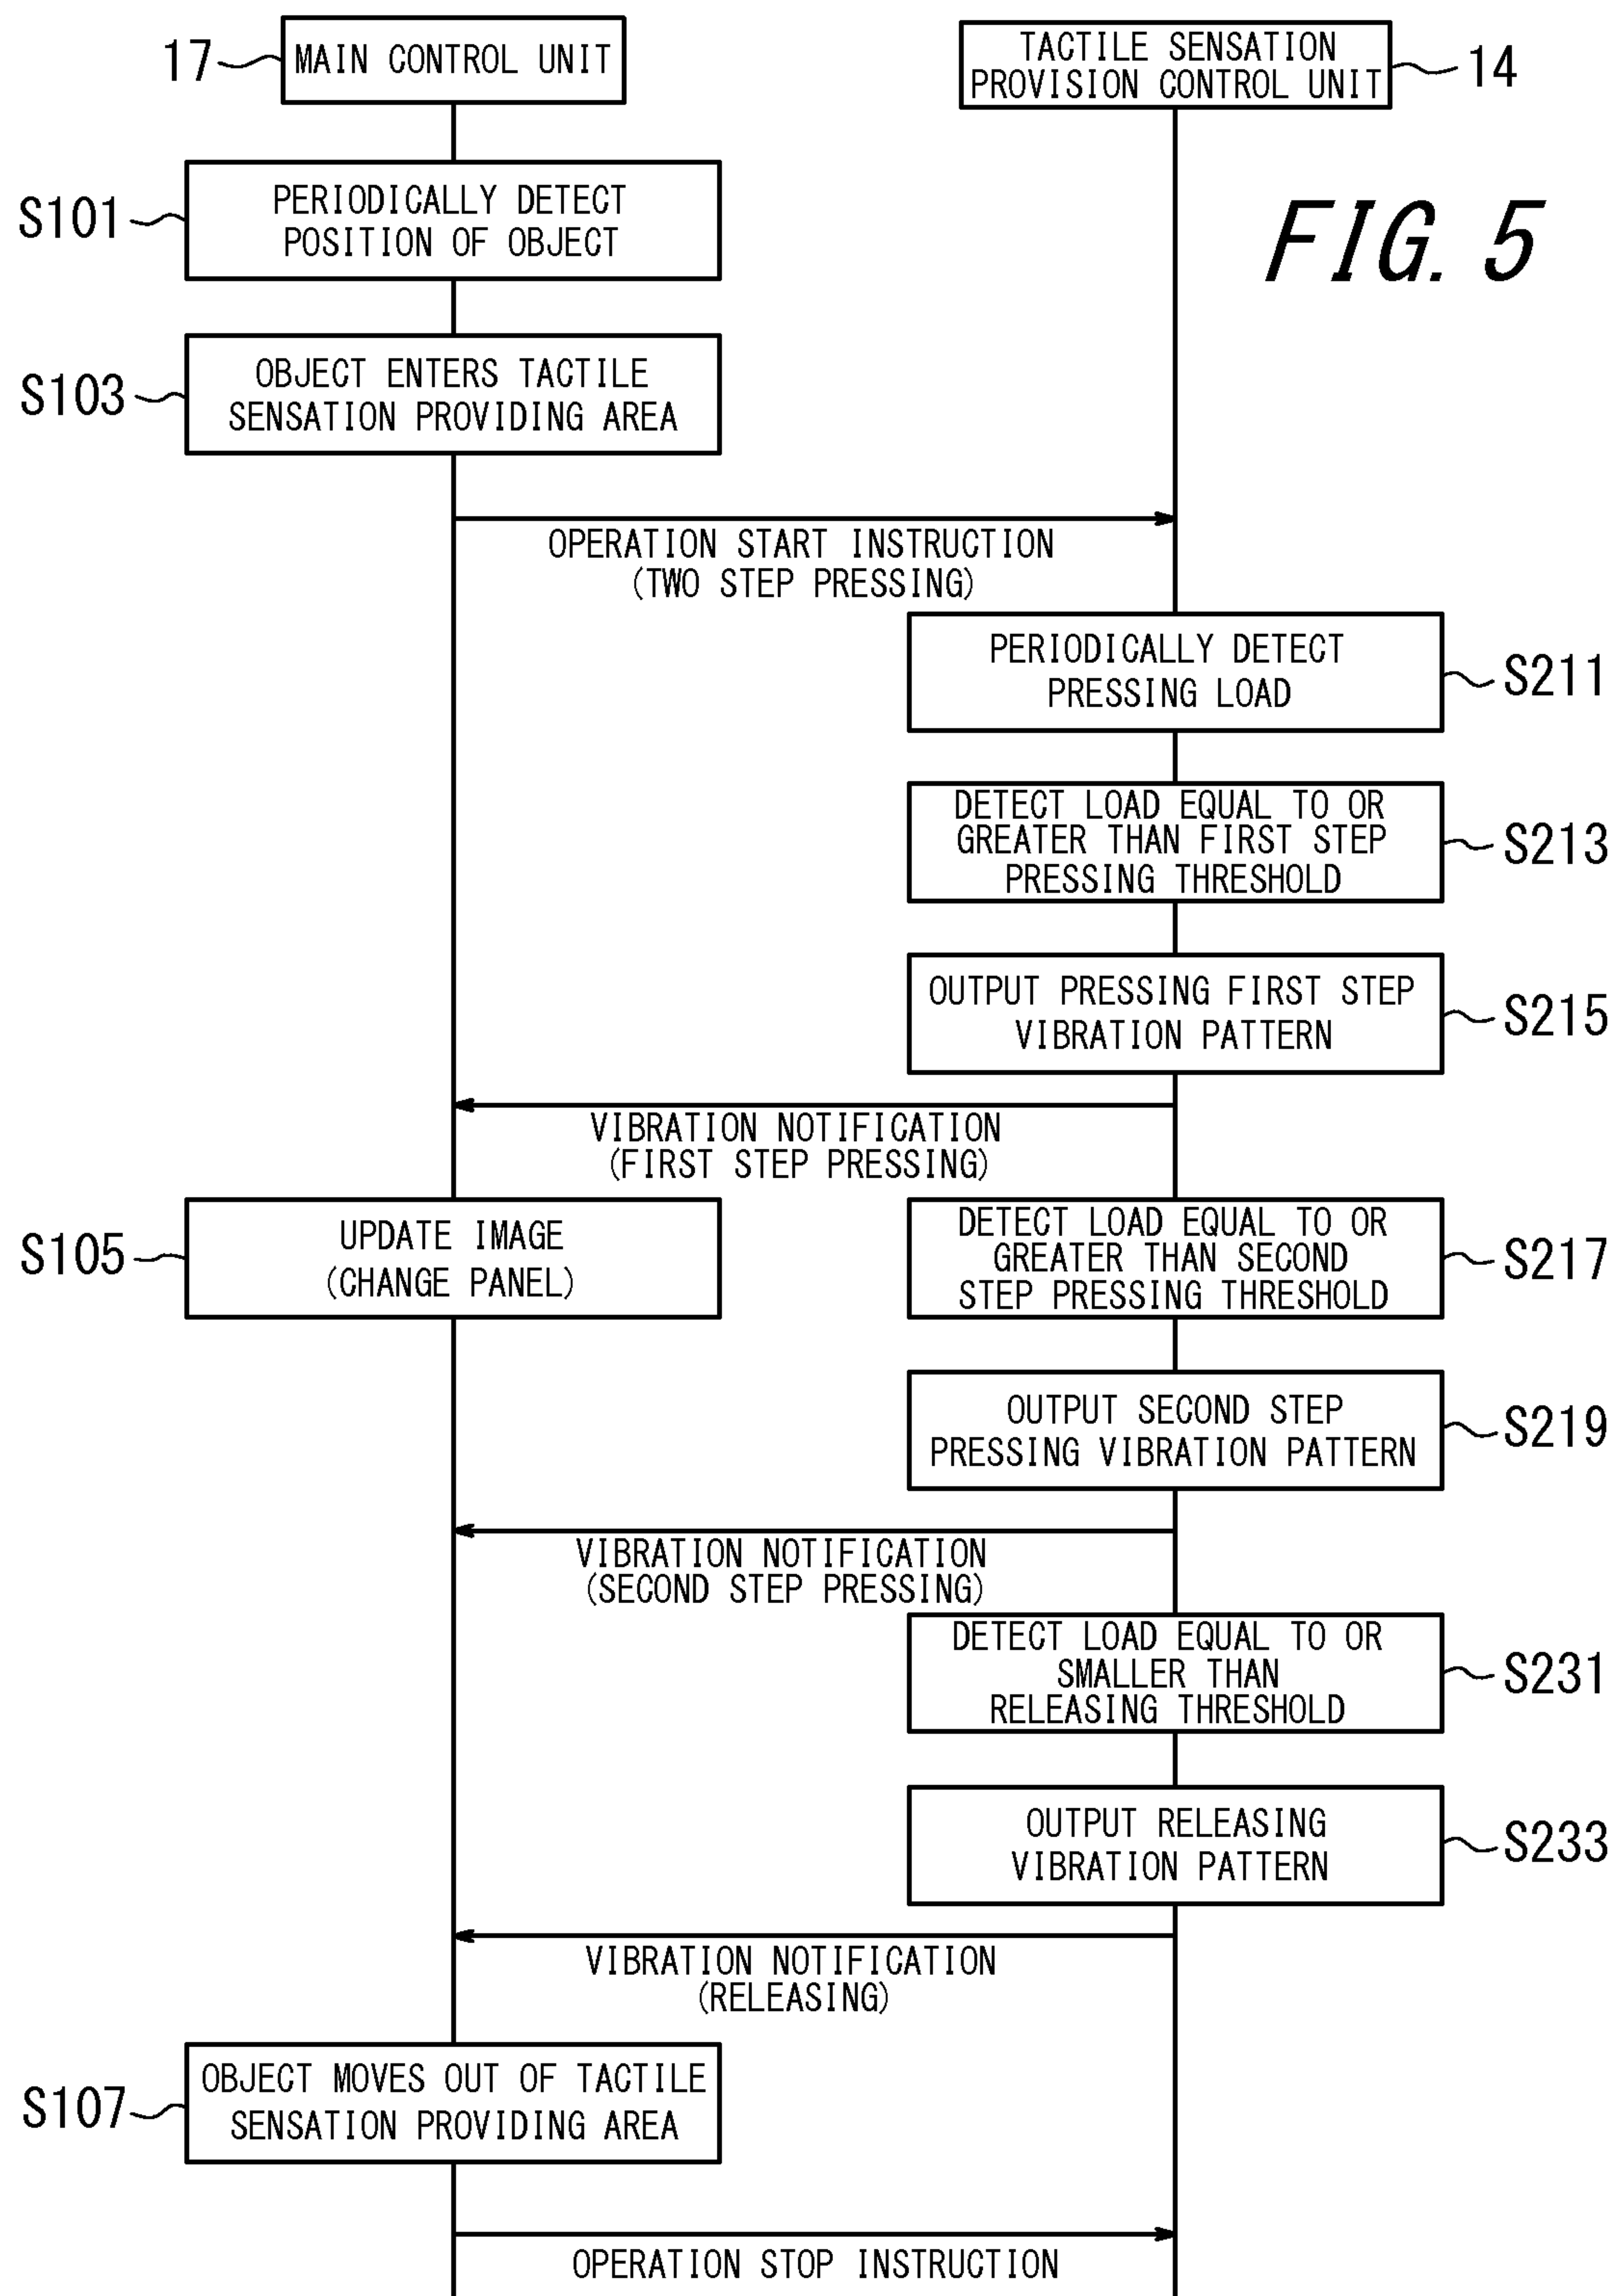 17
MAIN CONTROL UNIT
TACTILE SENSATION
PROVISION CONTROL UNIT
14
FIG. 5
S101
PERIODICALLY DETECT
POSITION OF OBJECT
S103
OBJECT ENTERS TACTILE
SENSATION PROVIDING AREA
OPERATION START INSTRUCTION
(TWO STEP PRESSING)
PERIODICALLY DETECT
PRESSING LOAD
S211
DETECT LOAD EQUAL TO OR
GREATER THAN FIRST STEP
PRESSING THRESHOLD
S213
OUTPUT PRESSING FIRST STEP
VIBRATION PATTERN
S215
VIBRATION NOTIFICATION
(FIRST STEP PRESSING)
S105
UPDATE IMAGE
(CHANGE PANEL)
DETECT LOAD EQUAL TO OR
GREATER THAN SECOND
STEP PRESSING THRESHOLD
S217
OUTPUT SECOND STEP
PRESSING VIBRATION PATTERN
S219
VIBRATION NOTIFICATION
(SECOND STEP PRESSING)
DETECT LOAD EQUAL TO OR
SMALLER THAN
RELEASING THRESHOLD
S231
OUTPUT RELEASING
VIBRATION PATTERN
S233
VIBRATION NOTIFICATION
(RELEASING)
S107
OBJECT MOVES OUT OF TACTILE
SENSATION PROVIDING AREA
OPERATION STOP INSTRUCTION